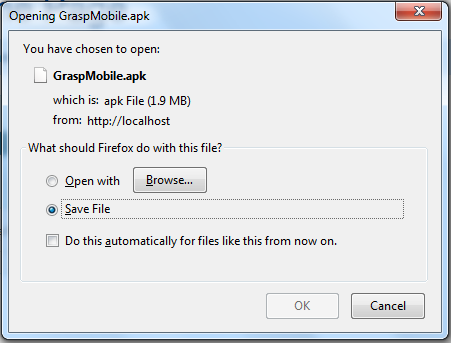 Opening GraspMobile.apk
You have chosen to open:
GraspMobile.apk
which is: apk File (1.9 MB)
from: http://localhost
What should Firefox do with this file?
Open with Browse...
Save File
Do this automatically for files like this from now on.
OK Cancel